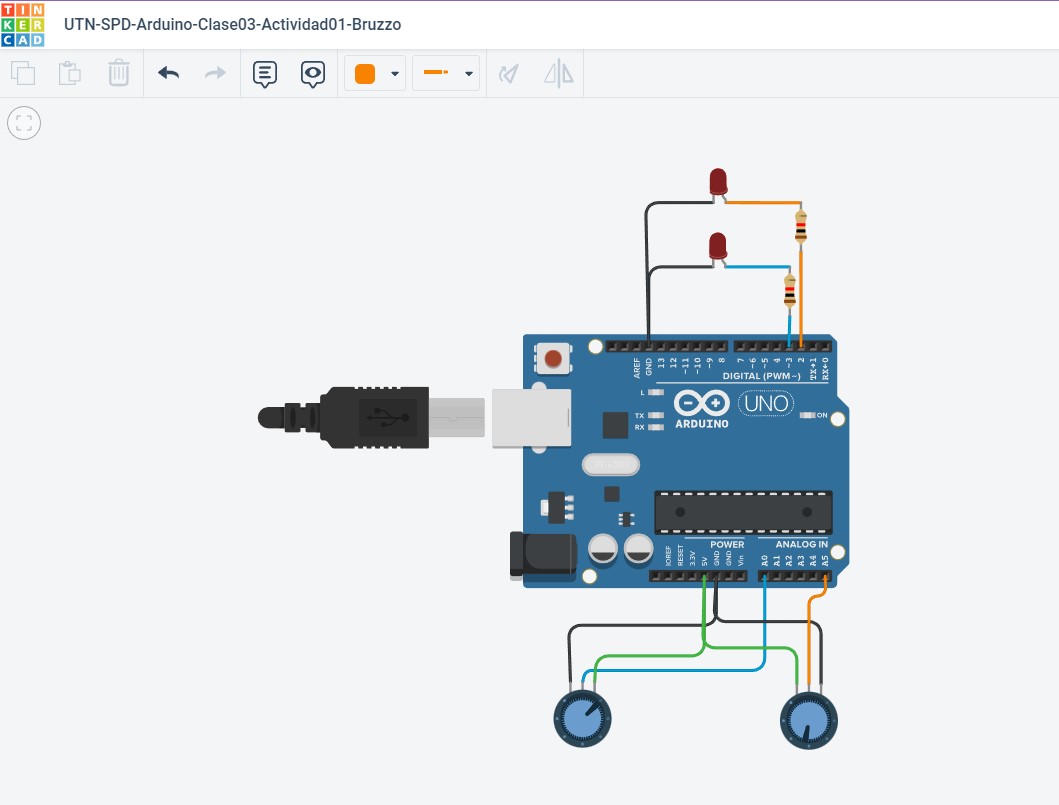 TIN
KER
CAD
UTN-SPD-Arduino-Clase03-Actividad01-Bruzzo
AREF
GND
13
12
~11
~10
~9
8
7
~6
~5
4
~3
2
TX→1
RX←0
DIGITAL (PWM~)
L
TX
RX
UNO
ARDUINO
ON
POWER
ANALOG IN
IOREF
RESET
3.3V
5V
GND
GND
Vin
A0
A1
A2
A3
A4
A5